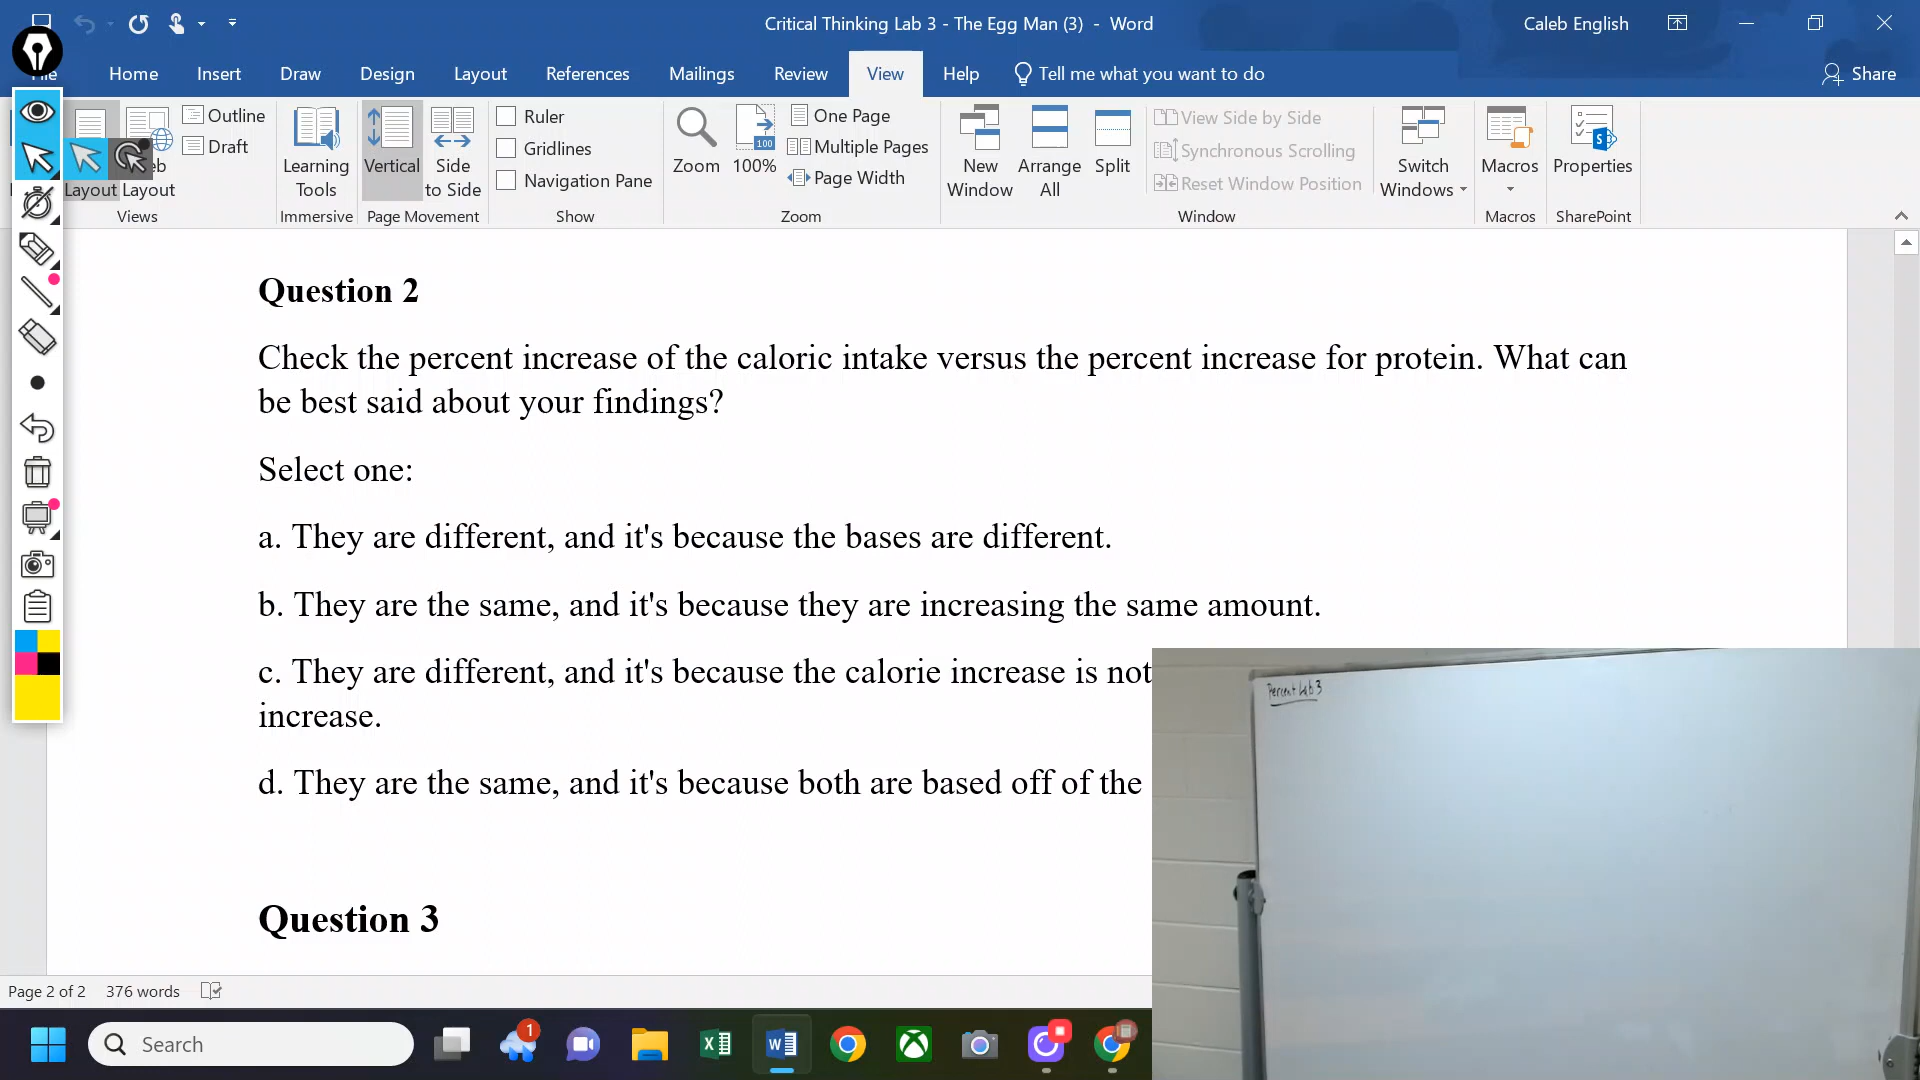 Critical Thinking Lab 3 - The Egg Man (3) - Word
Caleb English
Home Insert Draw Design Layout References Mailings Review View Help Tell me what you want to do
Share
Outline
Draft
Layout Layout
Views
Learning Tools
Immersive
Vertical
Side to Side
Page Movement
Ruler
Gridlines
Navigation Pane
Show
Zoom
100
100%
One Page
Multiple Pages
Page Width
Zoom
New Window
Arrange All
Split
View Side by Side
Synchronous Scrolling
Reset Window Position
Window
Switch Windows
Macros
Macros
Properties
SharePoint
Question 2
Check the percent increase of the caloric intake versus the percent increase for protein. What can
be best said about your findings?
Select one:
a. They are different, and it's because the bases are different.
b. They are the same, and it's because they are increasing the same amount.
c. They are different, and it's because the calorie increase is not
increase.
d. They are the same, and it's because both are based off of the
Percent Lab 3
Question 3
Page 2 of 2 376 words
Search
1